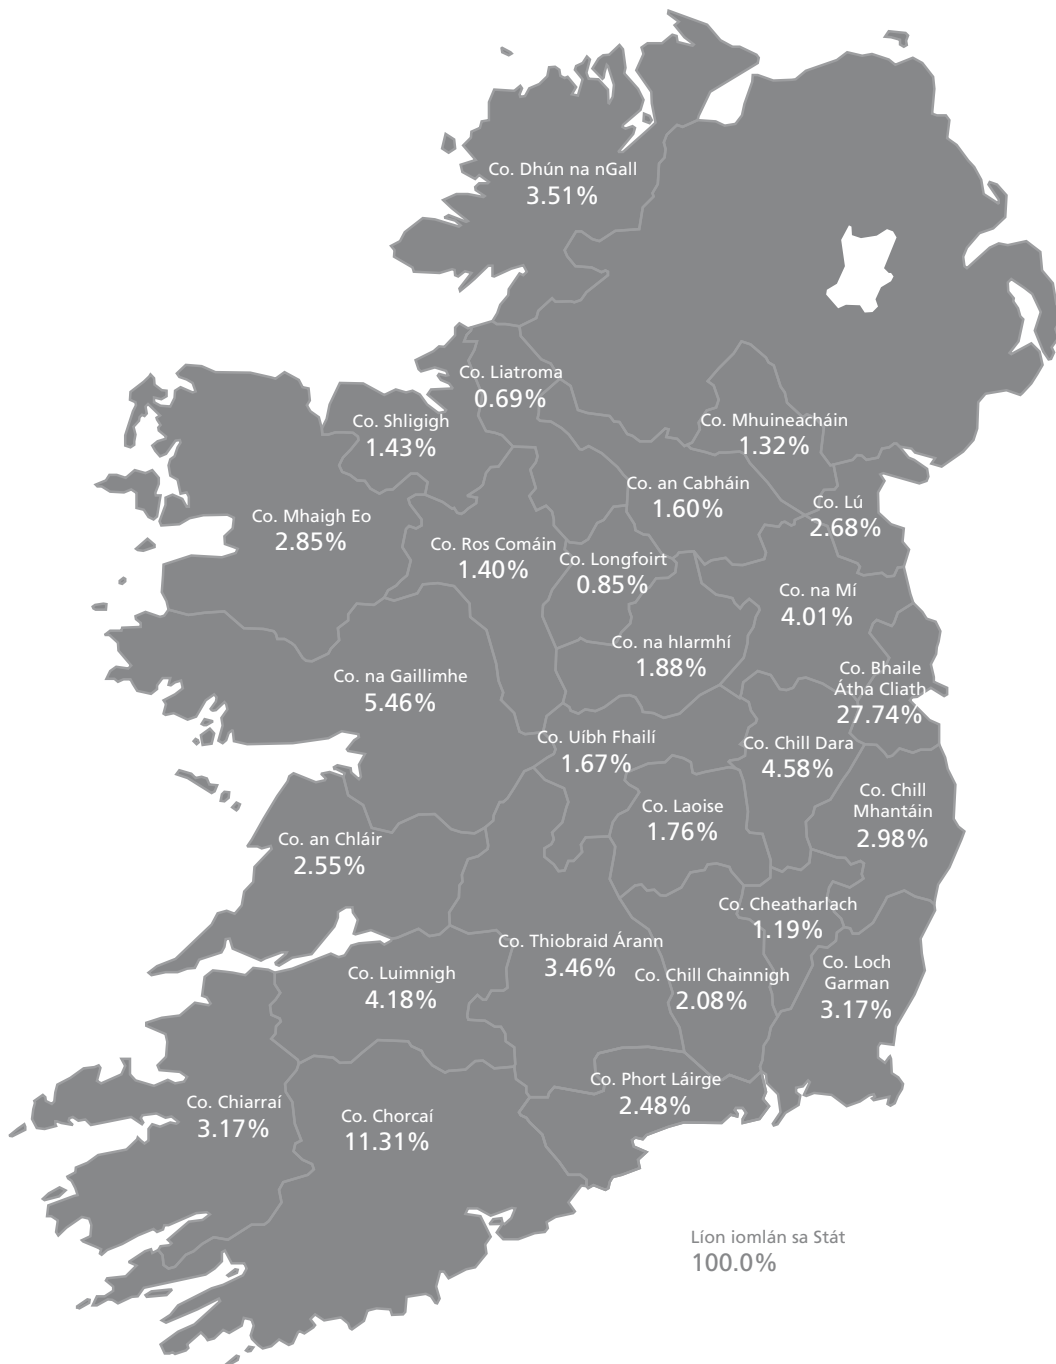 Co. Dhún na nGall
3.51%
Co. Liatroma
0.69%
Co. Shligigh
1.43%
Co. Mhuineacháin
1.32%
Co. an Cabháin
1.60%
Co. Lú
2.68%
Co. Mhaigh Eo
2.85%
Co. Ros Comáin
1.40%
Co. Longfoirt
0.85%
Co. na Mí
4.01%
Co. na hIarmhí
1.88%
Co. na Gaillimhe
5.46%
Co. Bhaile
Átha Cliath
27.74%
Co. Uíbh Fhailí
1.67%
Co. Chill Dara
4.58%
Co. Laoise
1.76%
Co. Chill
Mhantáin
2.98%
Co. an Chláir
2.55%
Co. Cheatharlach
1.19%
Co. Thiobraid Árann
3.46%
Co. Luimnigh
4.18%
Co. Chill Chainnigh
2.08%
Co. Loch
Garman
3.17%
Co. Phort Láirge
2.48%
Co. Chiarraí
3.17%
Co. Chorcaí
11.31%
Líon iomlán sa Stát
100.0%